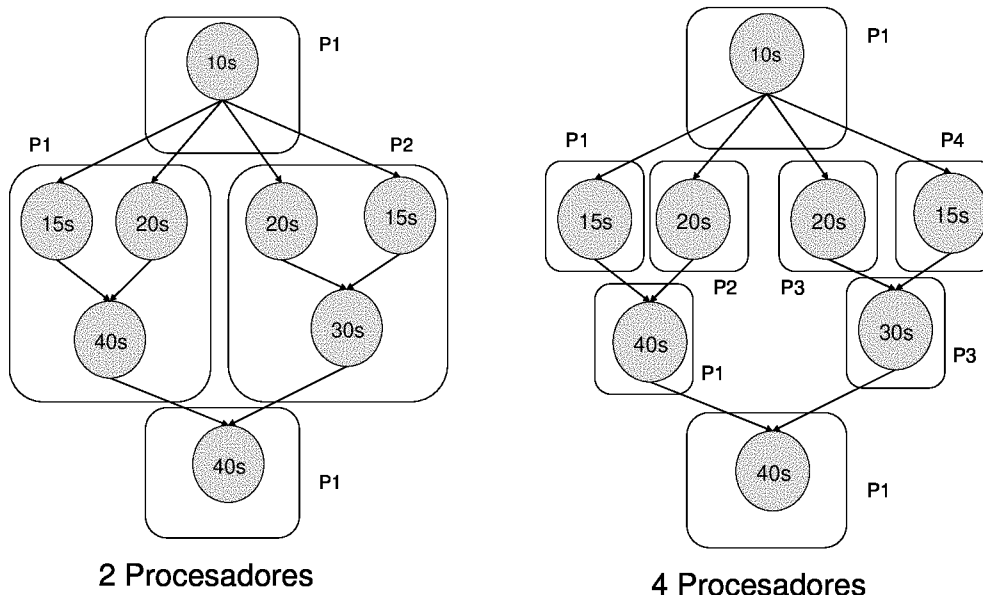 10s
P1
P1
P2
15s
20s
20s
15s
40s
30s
40s
P1
2 Procesadores
10s
P1
P1
P4
15s
20s
20s
15s
P2
P3
40s
30s
P1
P3
40s
P1
4 Procesadores